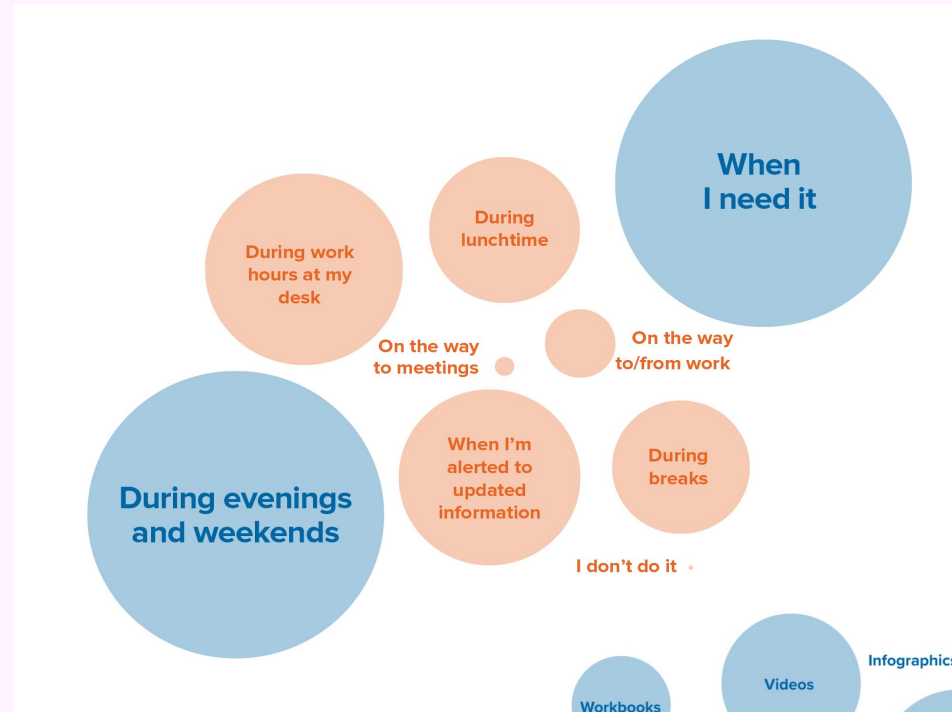 When
I need it
During
lunchtime
During work
hours at my
desk
On the way
to/from work
On the way
to meetings
When I'm
alerted to
updated
information
During
breaks
During evenings
and weekends
I don't do it
Infographics
Videos
Workbooks